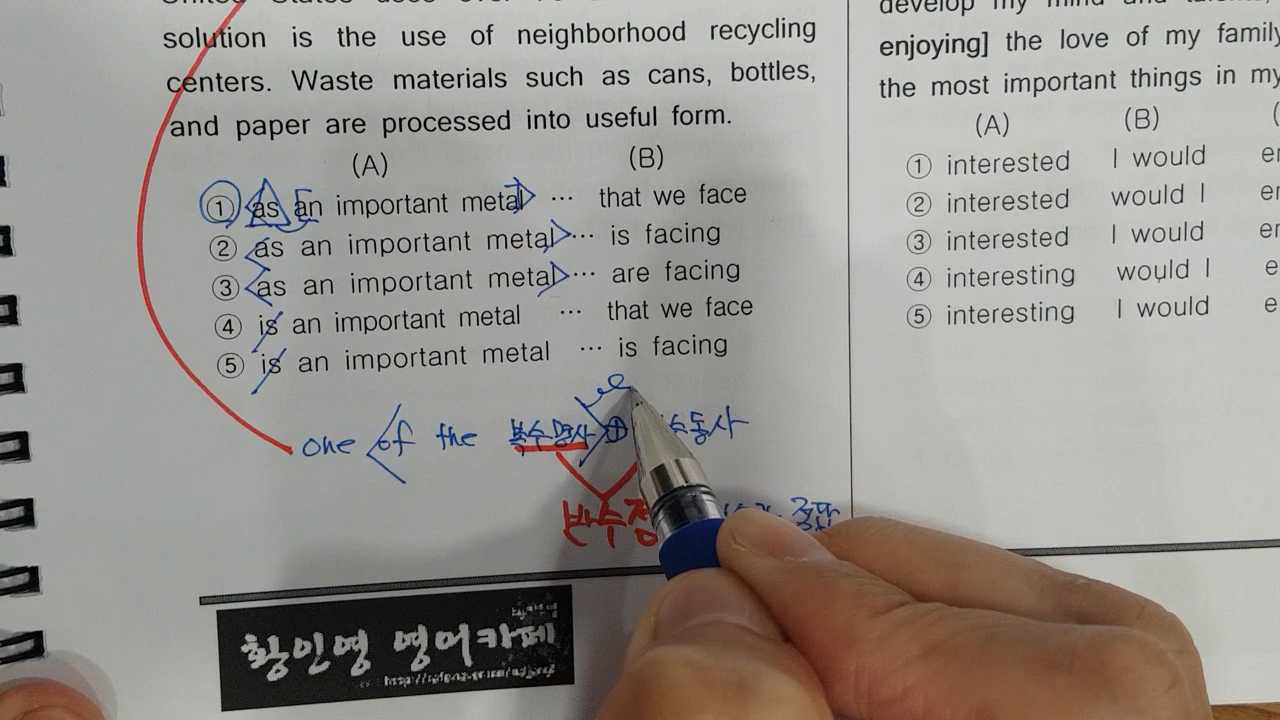 solution is the use of neighborhood recycling
centers. Waste materials such as cans, bottles,
and paper are processed into useful form.
(A) (B)
① as an important metal ··· that we face
② as an important metal ··· is facing
③ as an important metal ··· are facing
④ is an important metal ··· that we face
⑤ is an important metal ··· is facing
one of the 복수명사 ⊕ 수동사
황인영 영어카페
develop my mind and
enjoying] the love of my family
the most important things in my
(A) (B)
① interested I would
② interested would I
③ interested I would
④ interesting would I
⑤ interesting I would